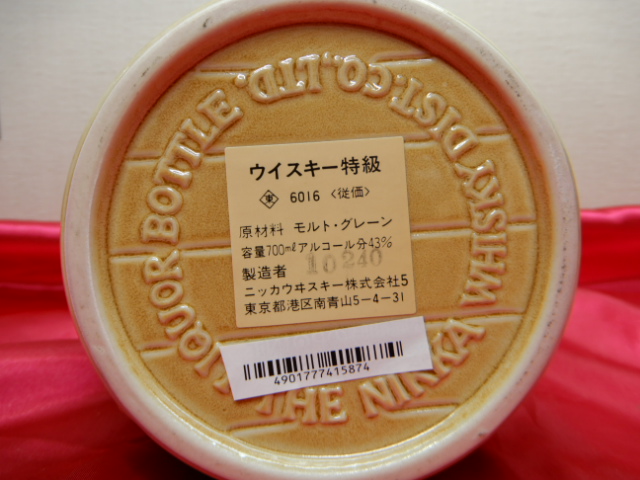 ウイスキー特級
6016 〈従価〉
原材料 モルト・グレーン
容量700mlアルコール分43%
製造者 10240
ニッカウヰスキー株式会社5
東京都港区南青山5-4-31
4901777415874
LIQUOR BOTTLE. THE NIKKA WHISKY DIST.CO.,LTD.